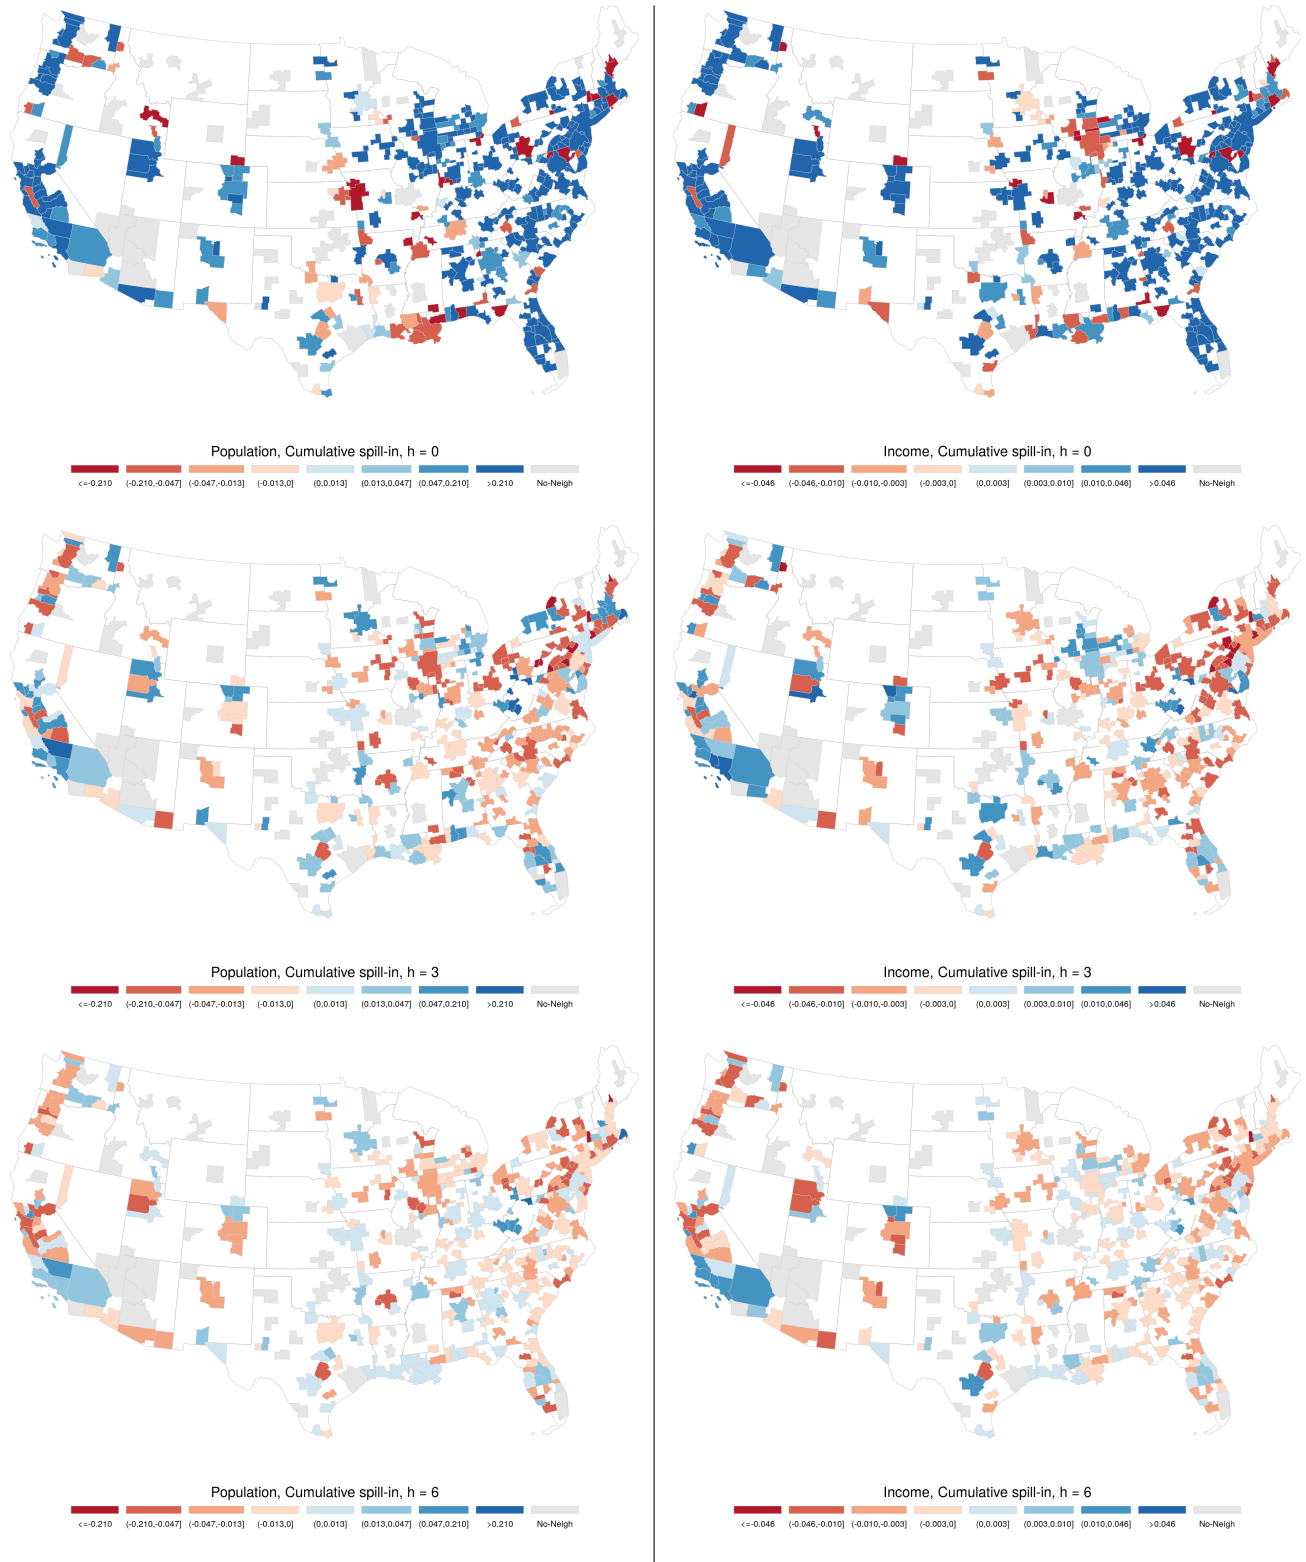 Population, Cumulative spill-in, h = 0
<=-0.210 (-0.210,-0.047] (-0.047,-0.013] (-0.013,0] (0,0.013] (0.013,0.047] (0.047,0.210] >0.210 No-Neigh
Income, Cumulative spill-in, h = 0
<=-0.046 (-0.046,-0.010] (-0.010,-0.003] (-0.003,0] (0,0.003] (0.003,0.010] (0.010,0.046] >0.046 No-Neigh
Population, Cumulative spill-in, h = 3
<=-0.210 (-0.210,-0.047] (-0.047,-0.013] (-0.013,0] (0,0.013] (0.013,0.047] (0.047,0.210] >0.210 No-Neigh
Income, Cumulative spill-in, h = 3
<=-0.046 (-0.046,-0.010] (-0.010,-0.003] (-0.003,0] (0,0.003] (0.003,0.010] (0.010,0.046] >0.046 No-Neigh
Population, Cumulative spill-in, h = 6
<=-0.210 (-0.210,-0.047] (-0.047,-0.013] (-0.013,0] (0,0.013] (0.013,0.047] (0.047,0.210] >0.210 No-Neigh
Income, Cumulative spill-in, h = 6
<=-0.046 (-0.046,-0.010] (-0.010,-0.003] (-0.003,0] (0,0.003] (0.003,0.010] (0.010,0.046] >0.046 No-Neigh